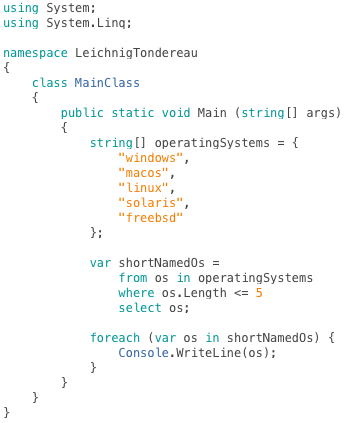 using System;
using System.Linq;

namespace LeichnigTondereau
{
    class MainClass
    {
        public static void Main (string[] args)
        {
            string[] operatingSystems = {
                "windows",
                "macos",
                "linux",
                "solaris",
                "freebsd"
            };

            var shortNamedOs =
                from os in operatingSystems
                where os.Length <= 5
                select os;

            foreach (var os in shortNamedOs) {
                Console.WriteLine(os);
            }
        }
    }
}